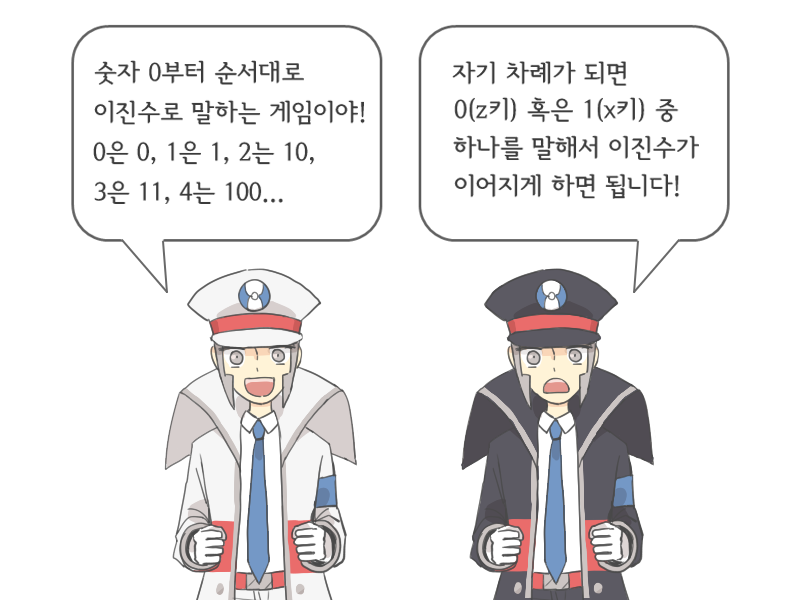 숫자 0부터 순서대로
이진수로 말하는 게임이야!
0은 0, 1은 1, 2는 10,
3은 11, 4는 100...
자기 차례가 되면
0(z키) 혹은 1(x키) 중
하나를 말해서 이진수가
이어지게 하면 됩니다!